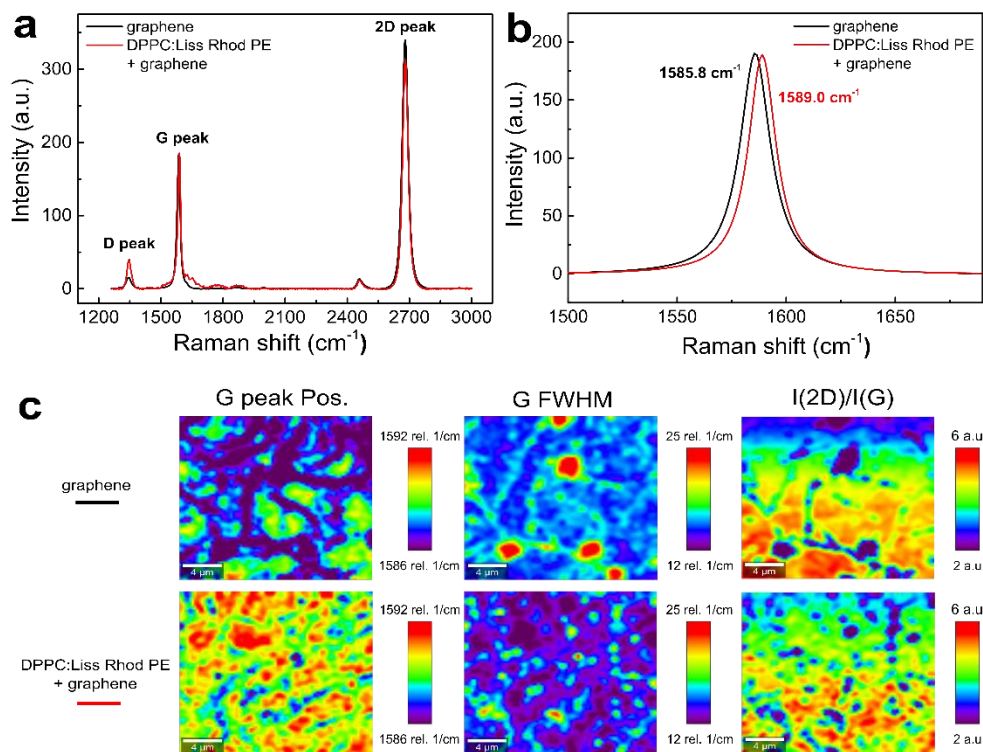 a
graphene
DPPC:Liss Rhod PE
+ graphene
2D peak
G peak
D peak
Intensity (a.u.)
300
200
100
0
1200 1500 1800 2100 2400 2700 3000
Raman shift (cm-1)
b
graphene
DPPC:Liss Rhod PE
+ graphene
1585.8 cm-1
1589.0 cm-1
Intensity (a.u.)
200
150
100
50
0
1500 1550 1600 1650
Raman shift (cm-1)
c
G peak Pos. G FWHM I(2D)/I(G)
graphene
4 µm
1592 rel. 1/cm
1586 rel. 1/cm
4 µm
25 rel. 1/cm
12 rel. 1/cm
4 µm
6 a.u
2 a.u
DPPC:Liss Rhod PE
+ graphene
4 µm
1592 rel. 1/cm
1586 rel. 1/cm
4 µm
25 rel. 1/cm
12 rel. 1/cm
4 µm
6 a.u
2 a.u